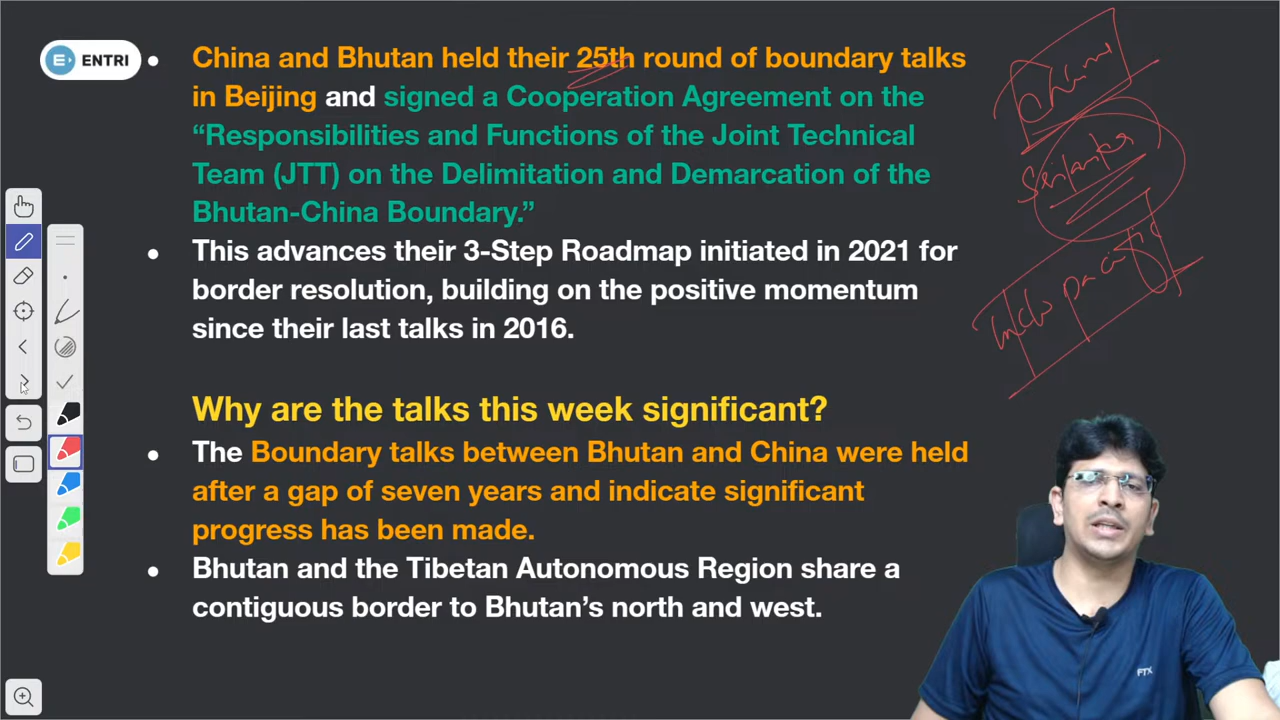 ENTRI
China and Bhutan held their 25th round of boundary talks
in Beijing and signed a Cooperation Agreement on the
“Responsibilities and Functions of the Joint Technical
Team (JTT) on the Delimitation and Demarcation of the
Bhutan-China Boundary.”
This advances their 3-Step Roadmap initiated in 2021 for
border resolution, building on the positive momentum
since their last talks in 2016.
Why are the talks this week significant?
The Boundary talks between Bhutan and China were held
after a gap of seven years and indicate significant
progress has been made.
Bhutan and the Tibetan Autonomous Region share a
contiguous border to Bhutan’s north and west.
Indo pacific
FTX